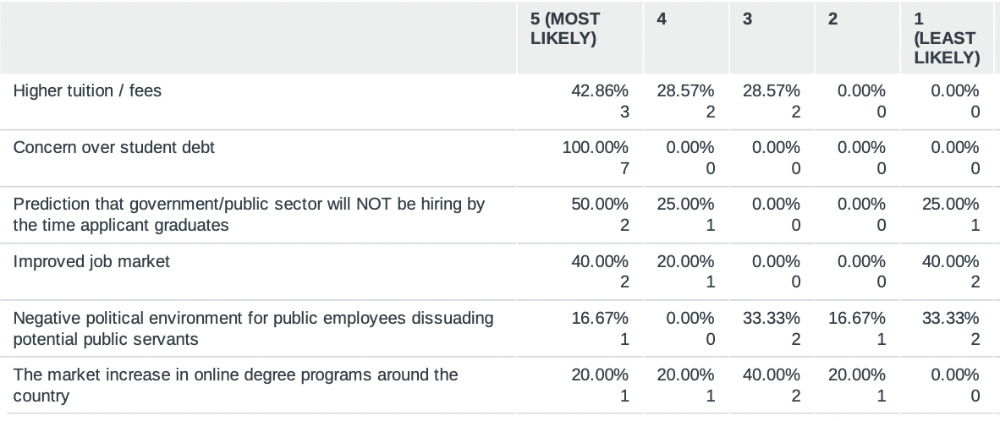 5 (MOST LIKELY) 4 3 2 1 (LEAST LIKELY)
Higher tuition / fees 42.86% 28.57% 28.57% 0.00% 0.00%
3 2 2 0 0
Concern over student debt 100.00% 0.00% 0.00% 0.00% 0.00%
7 0 0 0 0
Prediction that government/public sector will NOT be hiring by 50.00% 25.00% 0.00% 0.00% 25.00%
the time applicant graduates 2 1 0 0 1
Improved job market 40.00% 20.00% 0.00% 0.00% 40.00%
2 1 0 0 2
Negative political environment for public employees dissuading 16.67% 0.00% 33.33% 16.67% 33.33%
potential public servants 1 0 2 1 2
The market increase in online degree programs around the 20.00% 20.00% 40.00% 20.00% 0.00%
country 1 1 2 1 0